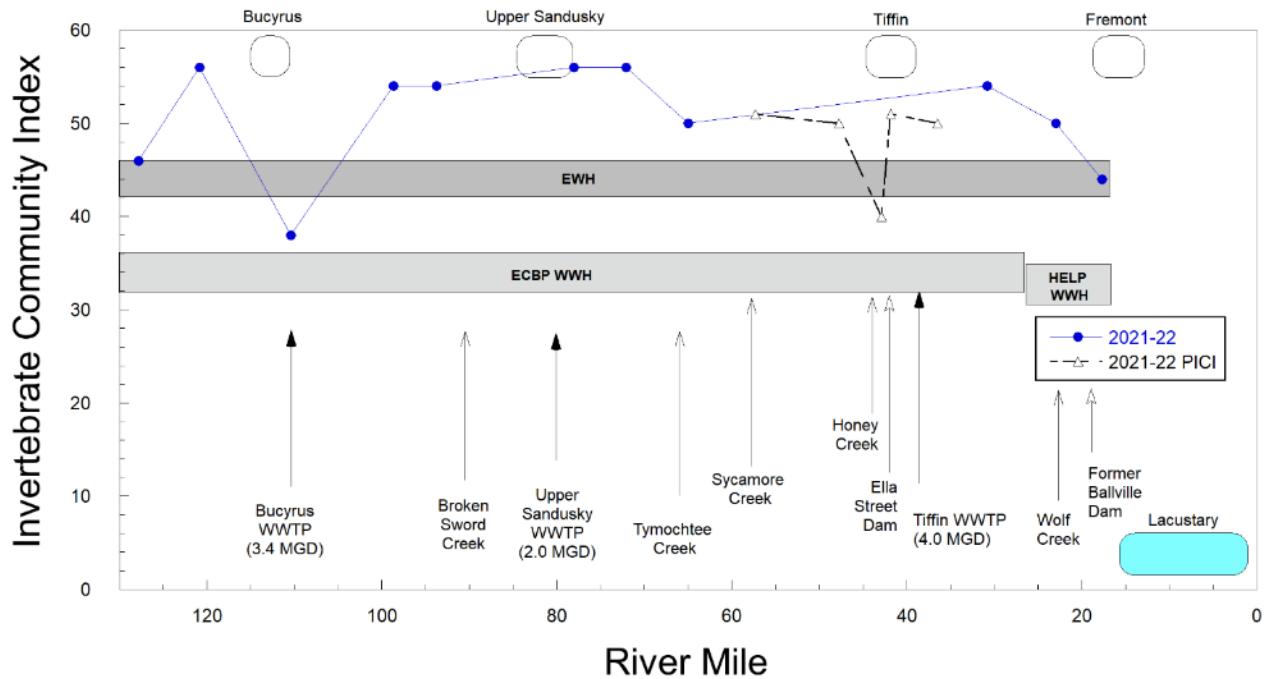 Bucyrus
Upper Sandusky
Tiffin
Fremont
Invertebrate Community Index
60
50
40
30
20
10
0
EWH
ECBP WWH
HELP
WWH
2021-22
2021-22 PICI
Bucyrus
WWTP
(3.4 MGD)
Broken
Sword
Creek
Upper
Sandusky
WWTP
(2.0 MGD)
Tymochtee
Creek
Sycamore
Creek
Honey
Creek
Ella
Street
Dam
Tiffin WWTP
(4.0 MGD)
Wolf
Creek
Former
Ballville
Dam
Lacustary
120
100
80
60
40
20
0
River Mile